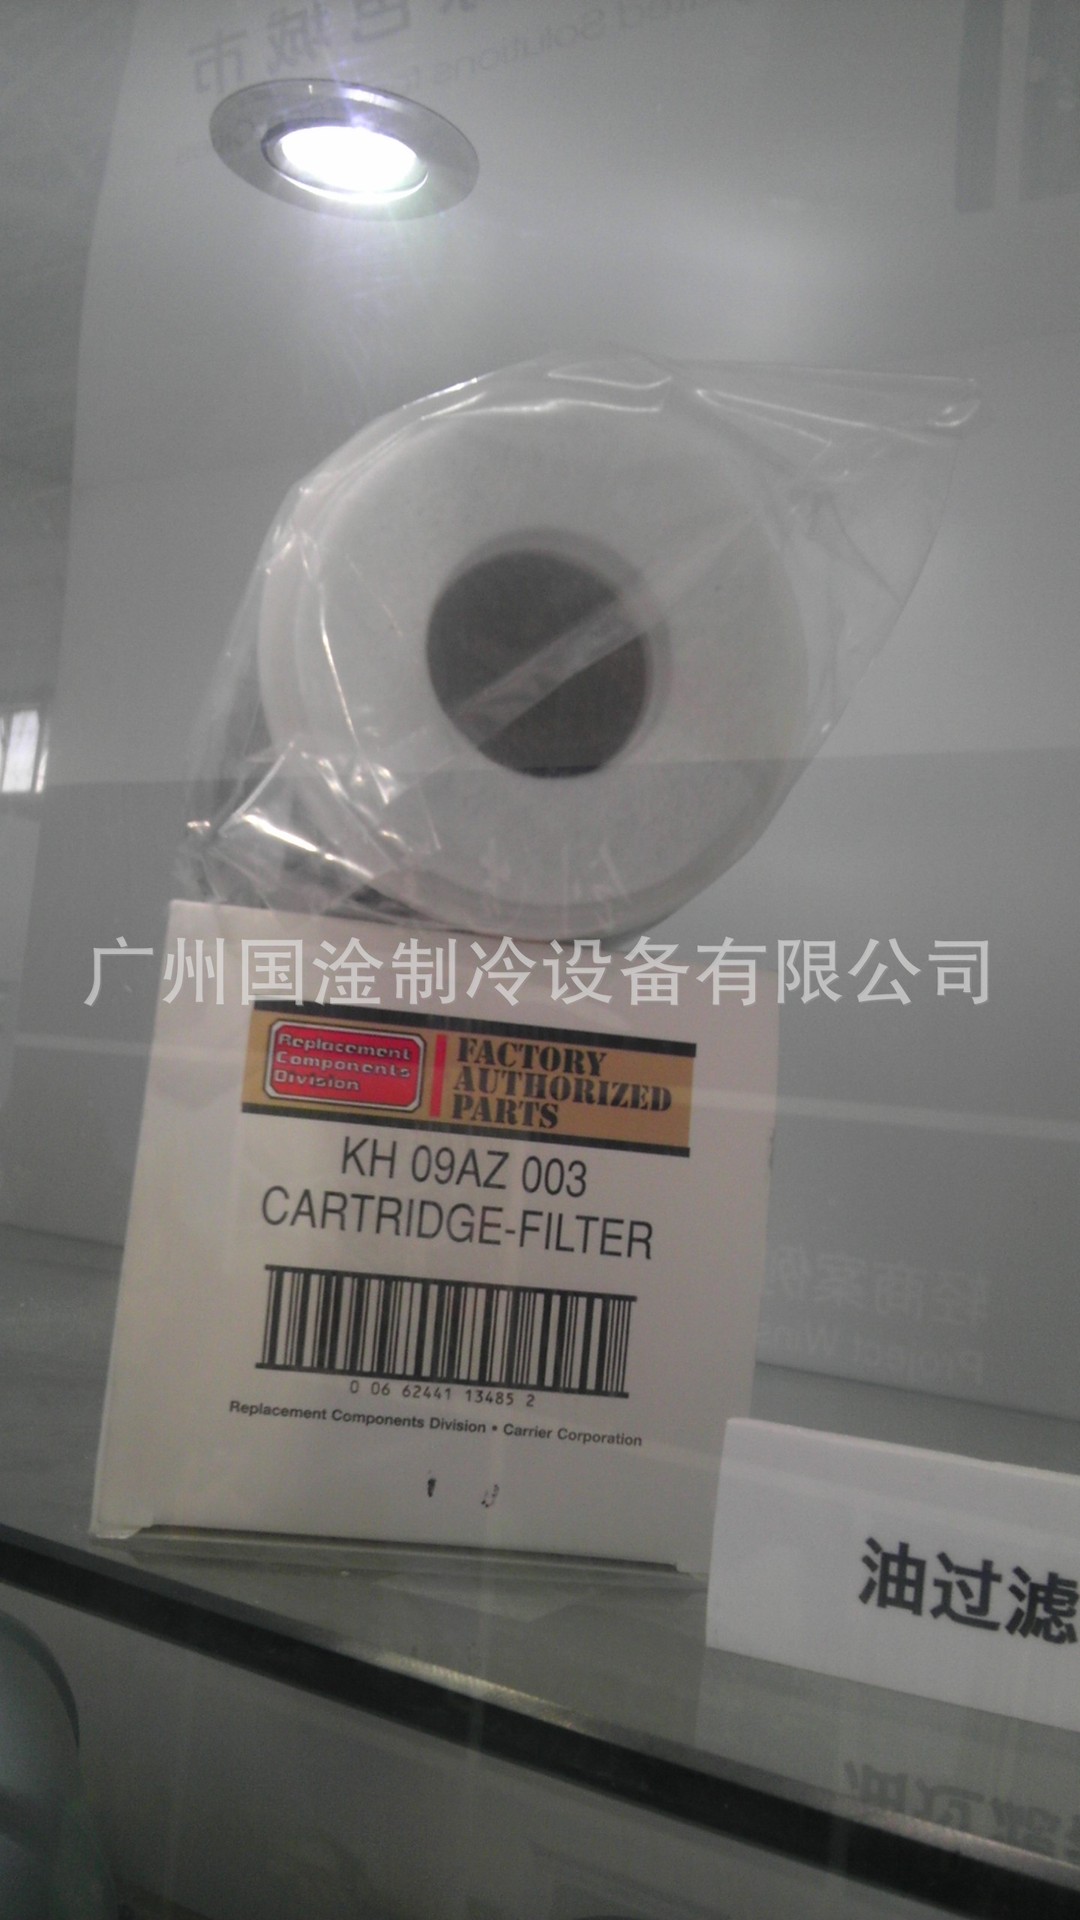 广州国淦制冷设备有限公司
Replacement
Components
Division
FACTORY
AUTHORIZED
PARTS
KH 09AZ 003
CARTRIDGE-FILTER
0 06 62441 13485 2
Replacement Components Division • Carrier Corporation
油过滤